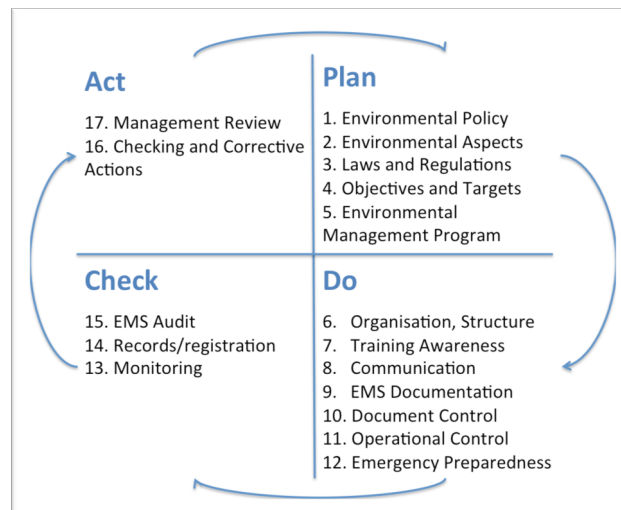 Act
17. Management Review
16. Checking and Corrective
Actions
Plan
1. Environmental Policy
2. Environmental Aspects
3. Laws and Regulations
4. Objectives and Targets
5. Environmental
Management Program
Check
15. EMS Audit
14. Records/registration
13. Monitoring
Do
6. Organisation, Structure
7. Training Awareness
8. Communication
9. EMS Documentation
10. Document Control
11. Operational Control
12. Emergency Preparedness